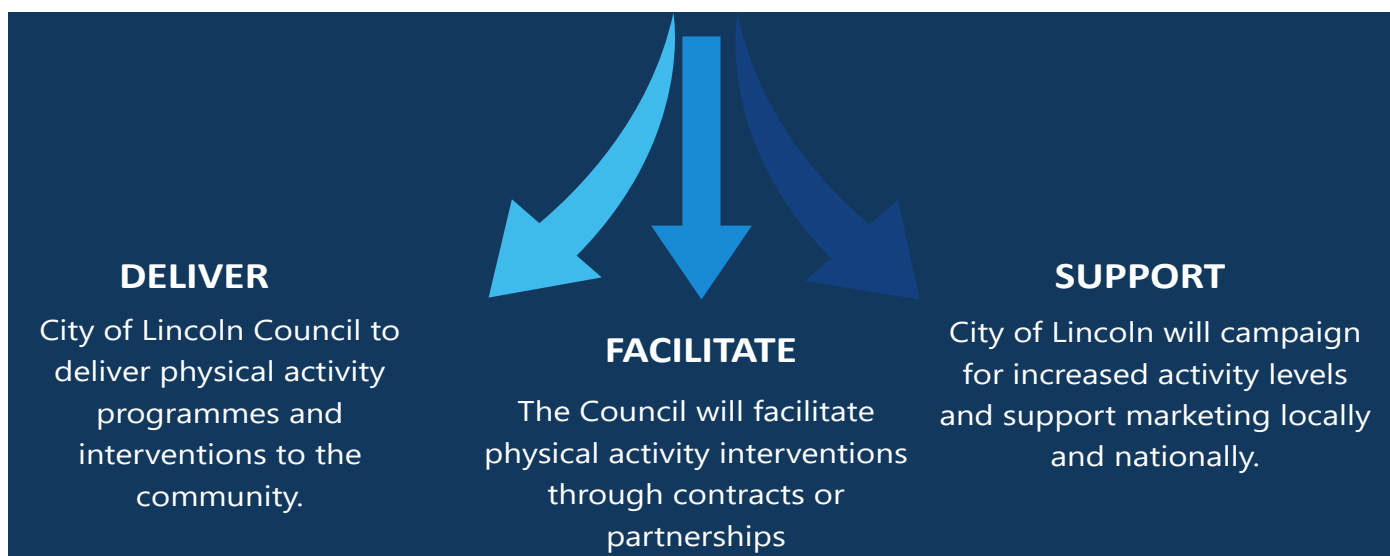 DELIVER
City of Lincoln Council to
deliver physical activity
programmes and
interventions to the
community.
FACILITATE
The Council will facilitate
physical activity interventions
through contracts or
partnerships
SUPPORT
City of Lincoln will campaign
for increased activity levels
and support marketing locally
and nationally.